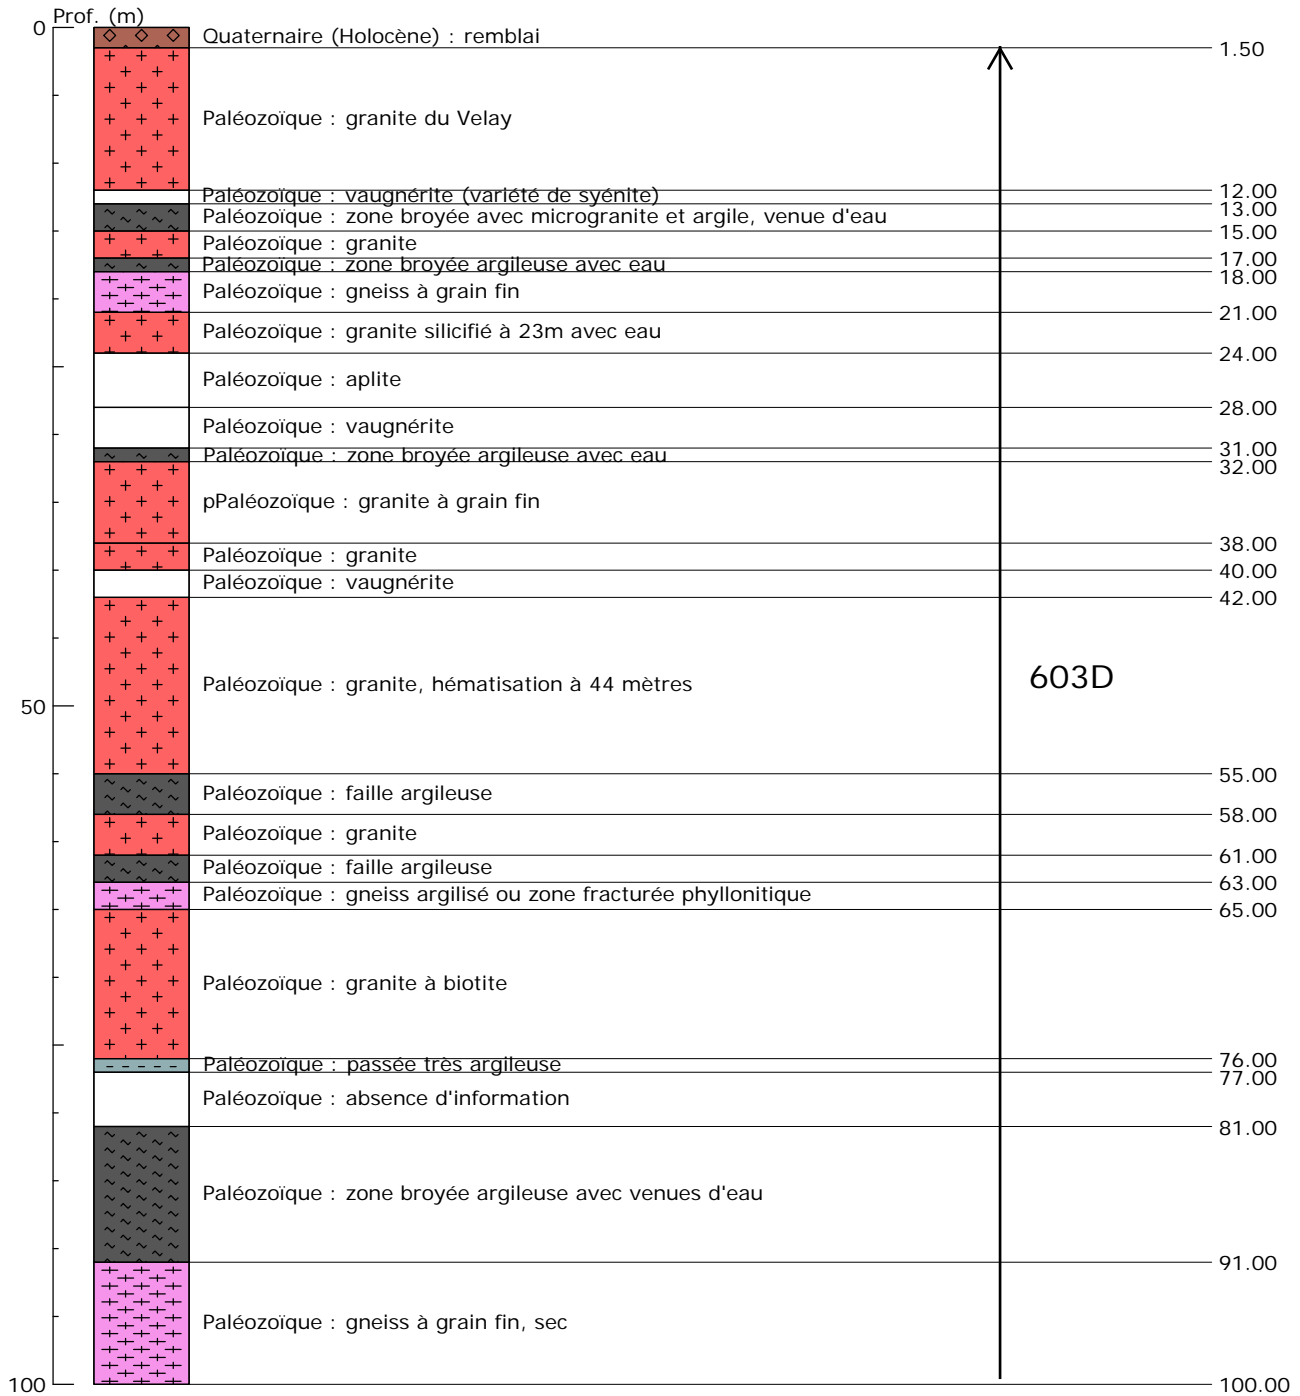 Prof. (m)
0
Quaternaire (Holocène) : remblai
1.50
Paléozoïque : granite du Velay
12.00
Paléozoïque : vaugnérite (variété de syénite)
13.00
Paléozoïque : zone broyée avec microgranite et argile, venue d'eau
15.00
Paléozoïque : granite
17.00
Paléozoïque : zone broyée argileuse avec eau
18.00
Paléozoïque : gneiss à grain fin
21.00
Paléozoïque : granite silicifié à 23m avec eau
24.00
Paléozoïque : aplite
28.00
Paléozoïque : vaugnérite
31.00
Paléozoïque : zone broyée argileuse avec eau
32.00
pPaléozoïque : granite à grain fin
38.00
Paléozoïque : granite
40.00
Paléozoïque : vaugnérite
42.00
603D
Paléozoïque : granite, hématisation à 44 mètres
50
55.00
Paléozoïque : faille argileuse
58.00
Paléozoïque : granite
61.00
Paléozoïque : faille argileuse
63.00
Paléozoïque : gneiss argilisé ou zone fracturée phyllonitique
65.00
Paléozoïque : granite à biotite
76.00
Paléozoïque : passée très argileuse
77.00
Paléozoïque : absence d'information
81.00
Paléozoïque : zone broyée argileuse avec venues d'eau
91.00
Paléozoïque : gneiss à grain fin, sec
100
100.00